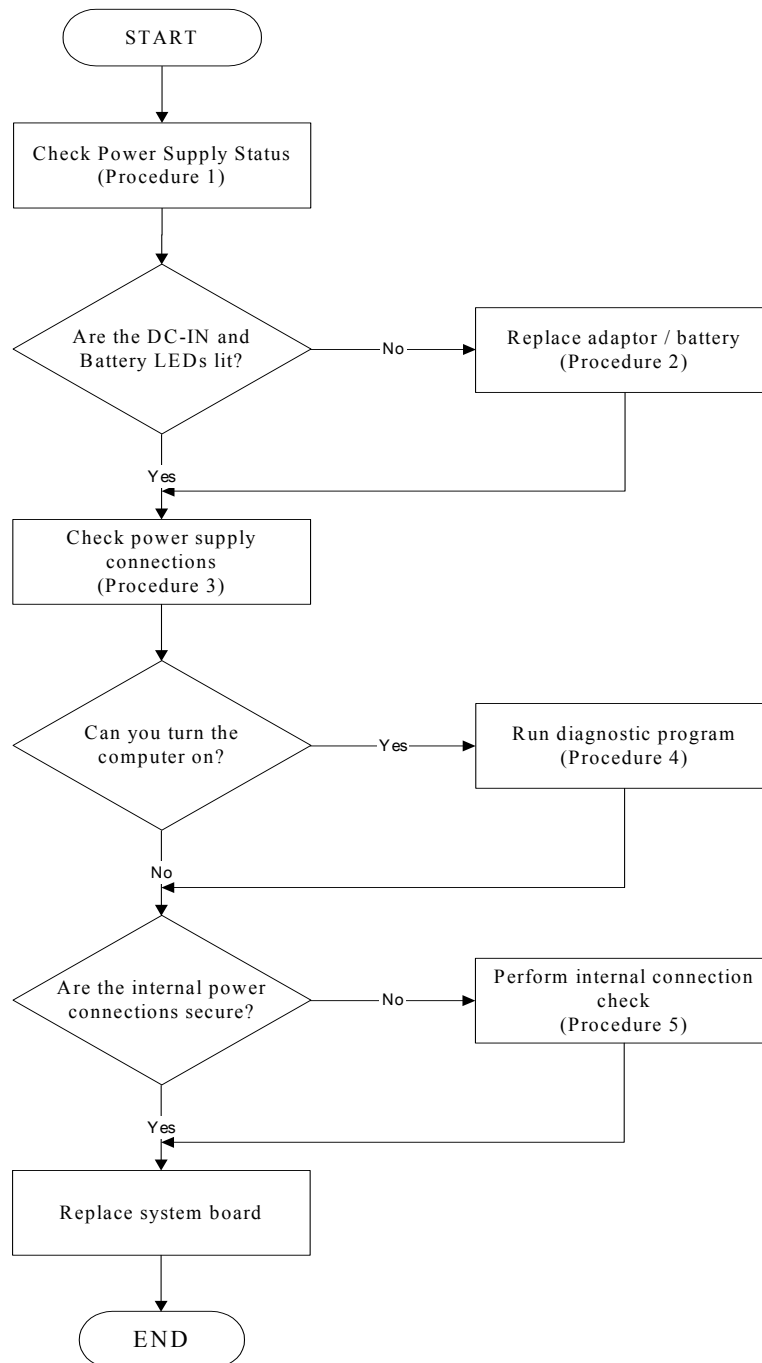 START
Check Power Supply Status
(Procedure 1)
Are the DC-IN and
Battery LEDs lit?
No
Replace adaptor / battery
(Procedure 2)
Yes
Check power supply
connections
(Procedure 3)
Can you turn the
computer on?
Yes
Run diagnostic program
(Procedure 4)
No
Are the internal power
connections secure?
No
Perform internal connection
check
(Procedure 5)
Yes
Replace system board
END